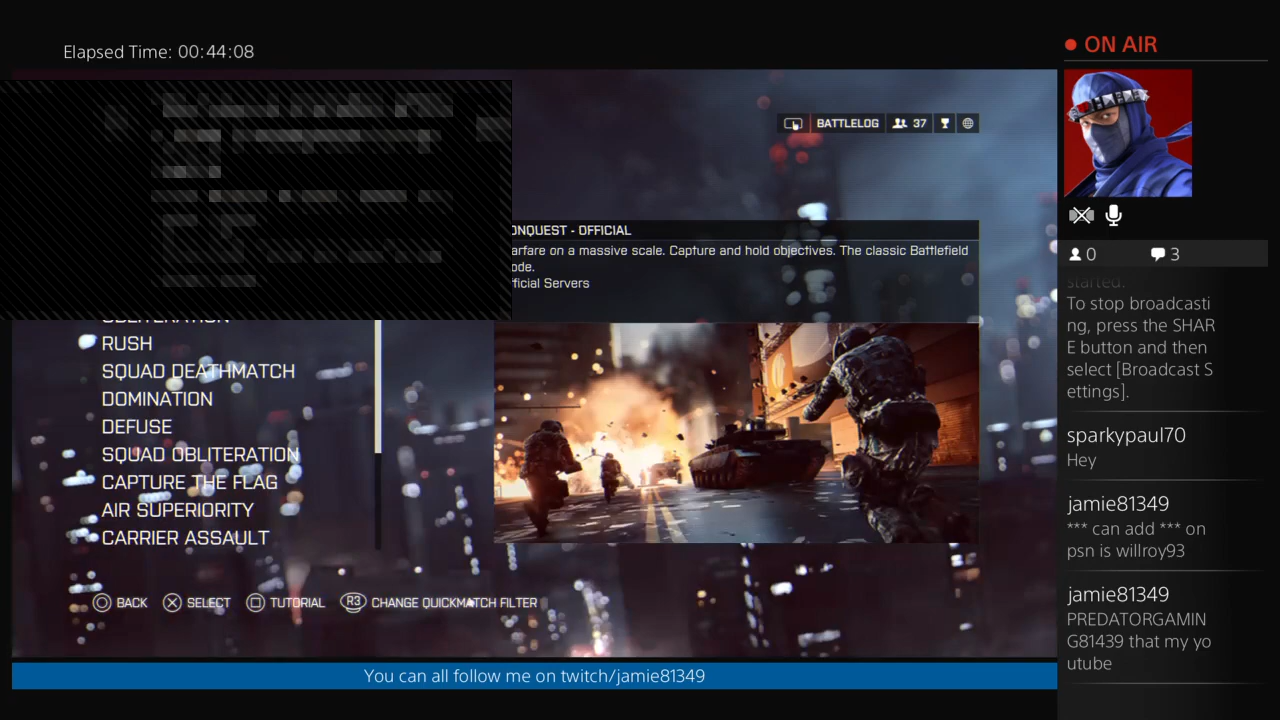 Elapsed Time: 00:44:08
ON AIR
BATTLELOG
37
0
3
ONQUEST - OFFICIAL
arfare on a massive scale. Capture and hold objectives. The classic Battlefield
ode.
ficial Servers
OBLITERATION
RUSH
SQUAD DEATHMATCH
DOMINATION
DEFUSE
SQUAD OBLITERATION
CAPTURE THE FLAG
AIR SUPERIORITY
CARRIER ASSAULT
BACK
SELECT
TUTORIAL
R3 CHANGE QUICKMATCH FILTER
You can all follow me on twitch/jamie81349
started.
To stop broadcasti
ng, press the SHAR
E button and then
select [Broadcast S
ettings].
sparkypaul70
Hey
jamie81349
*** can add *** on
psn is willroy93
jamie81349
PREDATORGAMIN
G81439 that my yo
utube